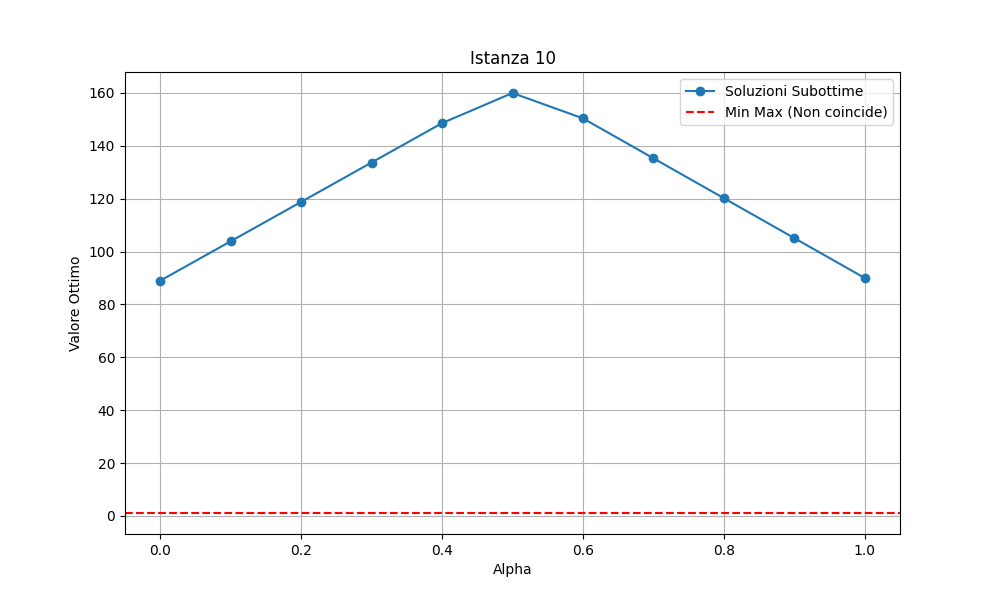 Istanza 10
Soluzioni Subottime
Min Max (Non coincide)
Valore Ottimo
160
140
120
100
80
60
40
20
0
0.0 0.2 0.4 0.6 0.8 1.0
Alpha